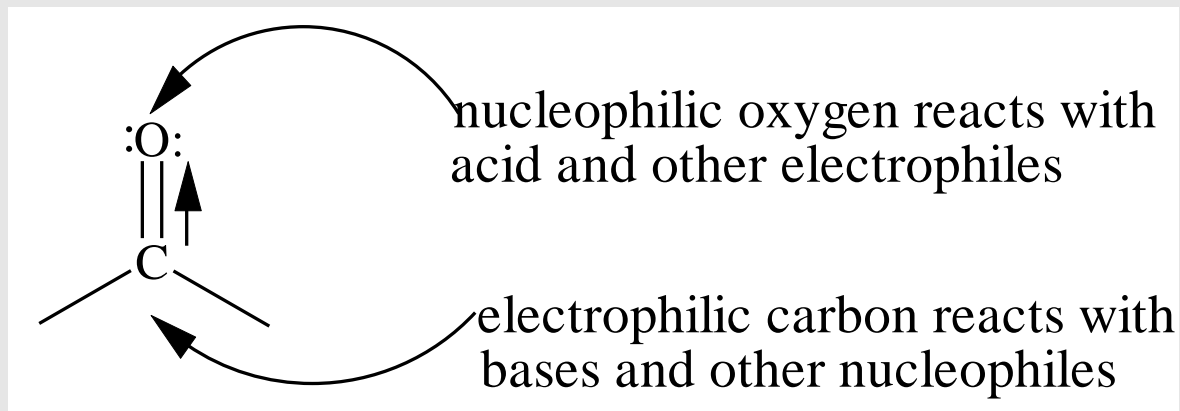 nucleophilic oxygen reacts with
acid and other electrophiles
:O:
C
electrophilic carbon reacts with
bases and other nucleophiles